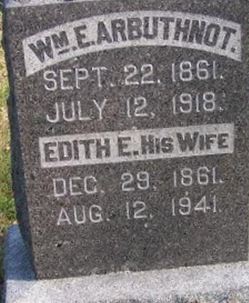 WM. E. ARBUTHNOT.
SEPT. 22. 1861.
JULY 12, 1918.
EDITH E. HIS WIFE
DEC. 29. 1861.
AUG. 12, 1941.